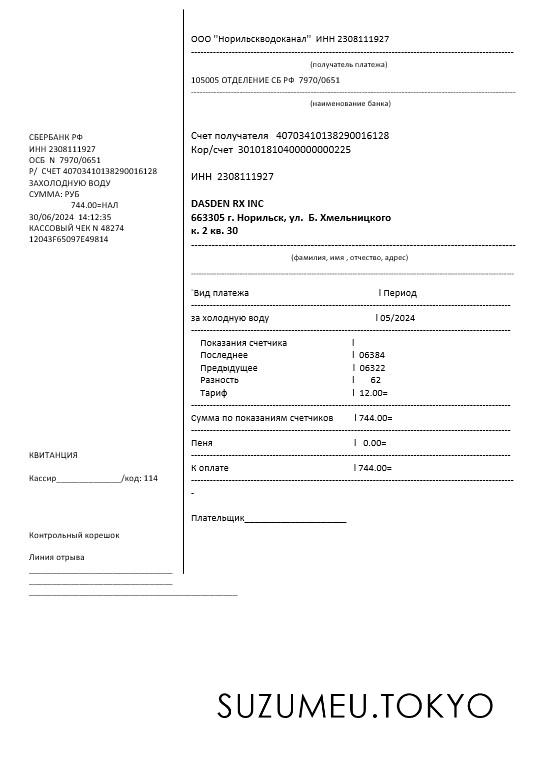 СБЕРБАНК РФ
ИНН 2308111927
ОСБ N 7970/0651
Р/ СЧЕТ 40703410138290016128
ЗАХОЛОДНУЮ ВОДУ
СУММА: РУБ
744.00=НАЛ
30/06/2024 14:12:35
КАССОВЫЙ ЧЕК N 48274
12043F65097E49814
КВИТАНЦИЯ
Кассир_______________/код: 114
Контрольный корешок
Линия отрыва
ООО "Норильскводоканал" ИНН 2308111927
(получатель платежа)
105005 ОТДЕЛЕНИЕ СБ РФ 7970/0651
(наименование банка)
Счет получателя 40703410138290016128
Кор/счет 30101810400000000225
ИНН 2308111927
DASDEN RX INC
663305 г. Норильск, ул. Б. Хмельницкого
к. 2 кв. 30
(фамилия, имя , отчество, адрес)
`Вид платежа l Период
за холодную воду l 05/2024
Показания счетчика l
Последнее l 06384
Предыдущее l 06322
Разность l 62
Тариф l 12.00=
Сумма по показаниям счетчиков l 744.00=
Пеня l 0.00=
К оплате l 744.00=
-
Плательщик____________________
SUZUMEU.TOKYO